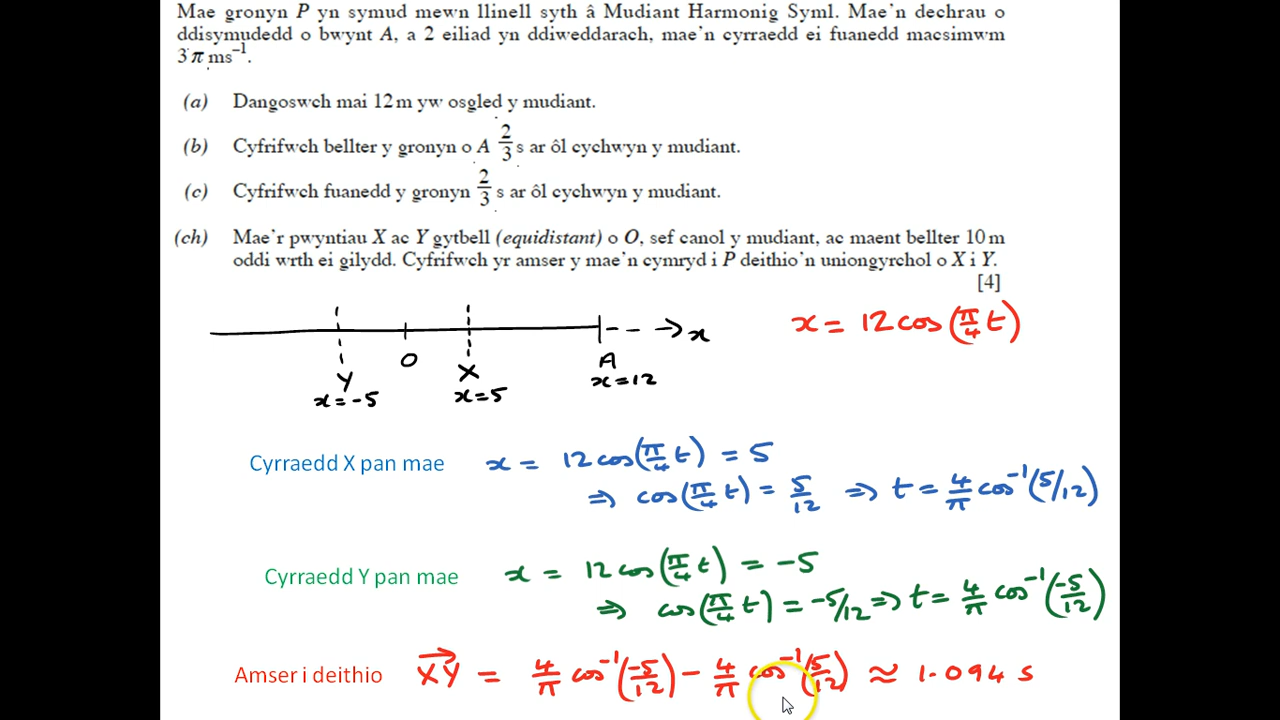 Mae gronyn P yn symud mewn llinell syth â Mudiant Harmonig Syml. Mae'n dechrau o
ddisymudedd o bwynt A, a 2 eiliad yn ddiweddarach, mae'n cyrraedd ei fuanedd macsimwm
3π ms⁻¹.
(a) Dangoswch mai 12 m yw osgled y mudiant.
(b) Cyfrifwch bellter y gronyn o A 2/3 s ar ôl cychwyn y mudiant.
(c) Cyfrifwch fuanedd y gronyn 2/3 s ar ôl cychwyn y mudiant.
(ch) Mae'r pwyntiau X ac Y gytbell (equidistant) o O, sef canol y mudiant, ac maent bellter 10 m
oddi wrth ei gilydd. Cyfrifwch yr amser y mae'n cymryd i P deithio'n uniongyrchol o X i Y.
[4]
x = 12cos(π/4 t)
x
Y O X A
x=-5 x=5 x=12
Cyrraedd X pan mae x = 12cos(π/4 t) = 5
⇒ cos(π/4 t) = 5/12 ⇒ t = 4/π cos⁻¹(5/12)
Cyrraedd Y pan mae x = 12cos(π/4 t) = -5
⇒ cos(π/4 t) = -5/12 ⇒ t = 4/π cos⁻¹(-5/12)
Amser i deithio XY = 4/π cos⁻¹(-5/12) - 4/π cos⁻¹(5/12) ≈ 1.094 s